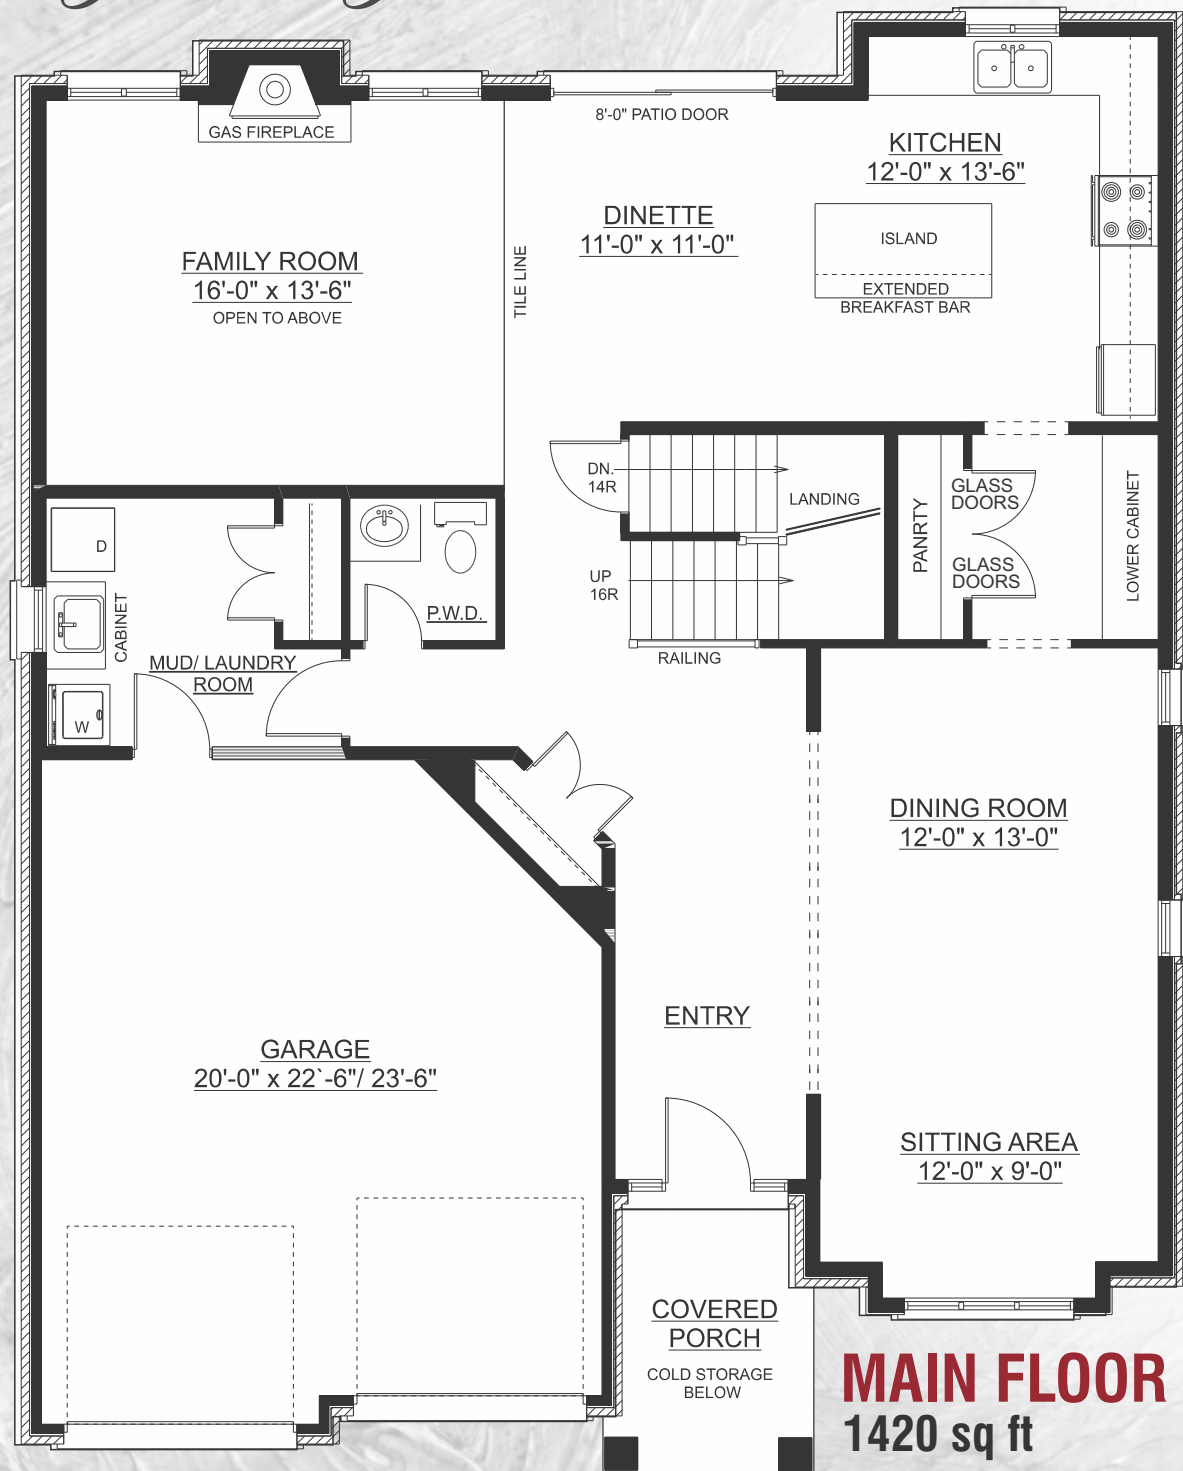 8'-0" PATIO DOOR
GAS FIREPLACE
KITCHEN
12'-0" x 13'-6"
DINETTE
11'-0" x 11'-0"
ISLAND
EXTENDED
BREAKFAST BAR
FAMILY ROOM
16'-0" x 13'-6"
OPEN TO ABOVE
TILE LINE
DN.
14R
LANDING
UP
16R
RAILING
PANRTY
GLASS
DOORS
GLASS
DOORS
LOWER CABINET
D
CABINET
P.W.D.
MUD/ LAUNDRY
ROOM
W
DINING ROOM
12'-0" x 13'-0"
ENTRY
GARAGE
20'-0" x 22`-6"/ 23'-6"
SITTING AREA
12'-0" x 9'-0"
COVERED
PORCH
COLD STORAGE
BELOW
MAIN FLOOR
1420 sq ft